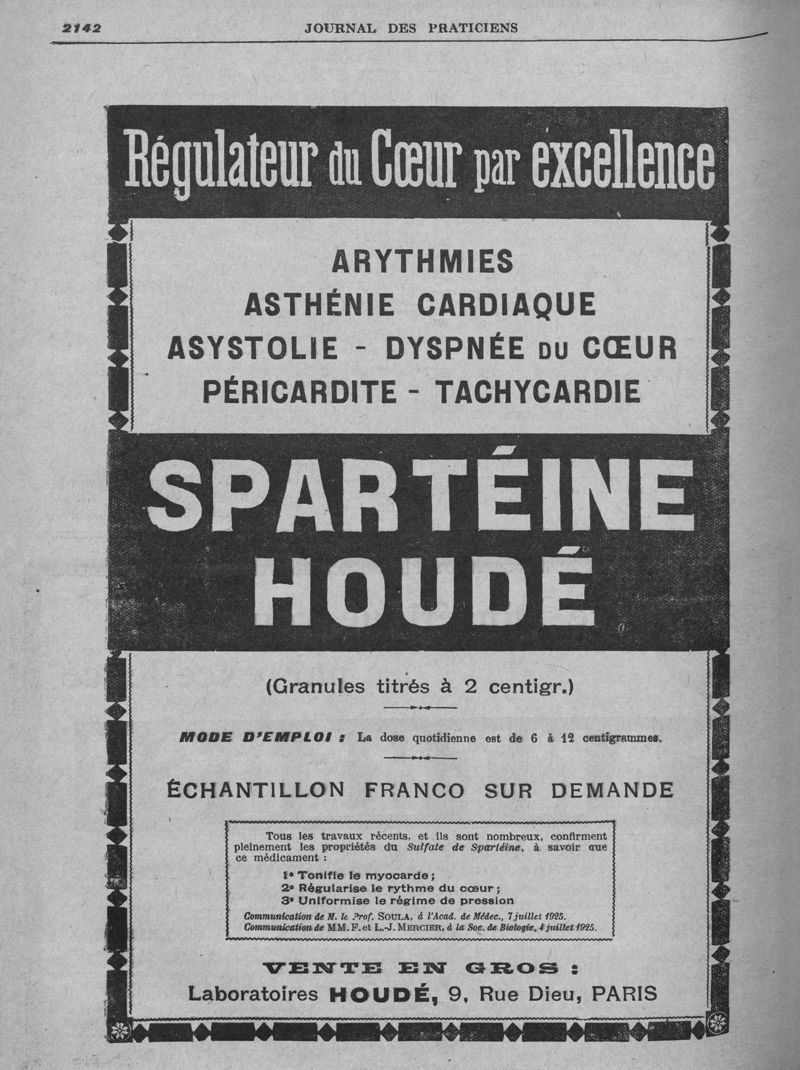 2142
JOURNAL DES PRATICIENS
Régulateur du Cœur par excellence
ARYTHMIES
ASTHÉNIE CARDIAQUE
ASYSTOLIE - DYSPNÉE DU CŒUR
PÉRICARDITE - TACHYCARDIE
SPARTÉINE
HOUDÉ
(Granules titrés à 2 centigr.)
MODE D'EMPLOI : La dose quotidienne est de 6 à 12 centigrammes.
ÉCHANTILLON FRANCO SUR DEMANDE
Tous les travaux récents, et ils sont nombreux, confirment
pleinement les propriétés du Sulfate de Spartéine, à savoir que
ce médicament :
1° Tonifie le myocarde ;
2° Régularise le rythme du cœur ;
3° Uniformise le régime de pression
Communication de M. le Prof. SOULA, à l'Acad. de Médec., 7 juillet 1925.
Communication de MM. F. et L.-J. MERCIER, à la Soc. de Biologie, 4 juillet 1925.
VENTE EN GROS :
Laboratoires HOUDÉ, 9, Rue Dieu, PARIS